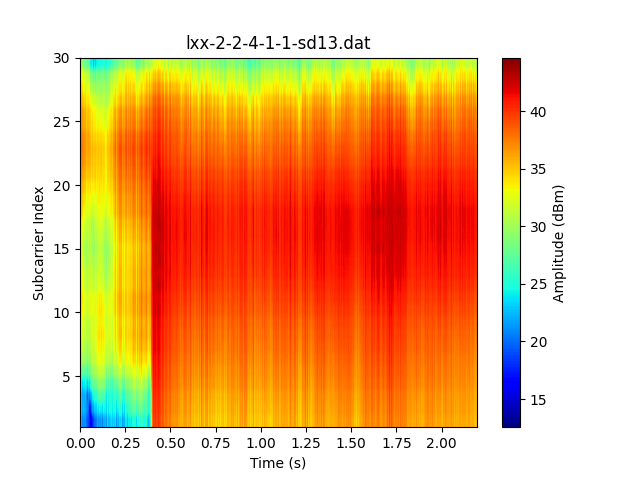 lxx-2-2-4-1-1-sd13.dat
30
25
20
15
10
5
Subcarrier Index
0.00 0.25 0.50 0.75 1.00 1.25 1.50 1.75 2.00
Time (s)
40
35
30
25
20
15
Amplitude (dBm)